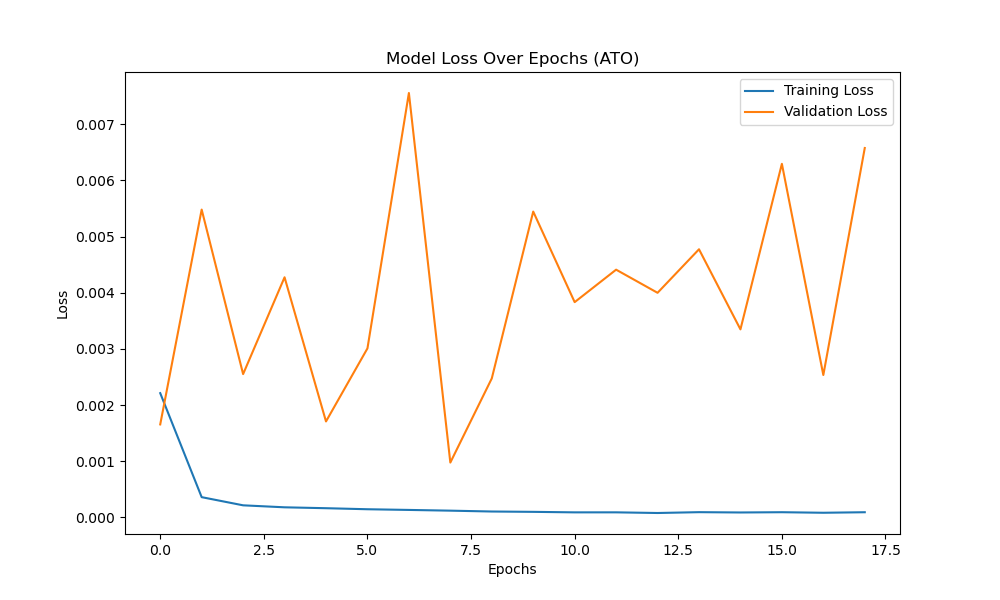 Model Loss Over Epochs (ATO)
Training Loss
Validation Loss
0.007
0.006
0.005
0.004
0.003
0.002
0.001
0.000
Loss
0.0 2.5 5.0 7.5 10.0 12.5 15.0 17.5
Epochs